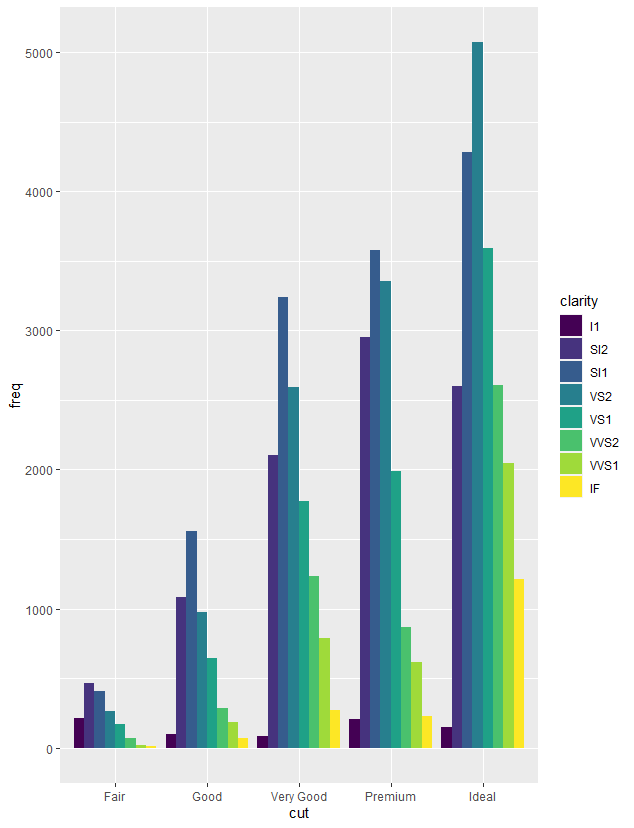 5000
4000
3000
2000
1000
0
freq
Fair
Good
Very Good
Premium
Ideal
cut
clarity
I1
SI2
SI1
VS2
VS1
VVS2
VVS1
IF